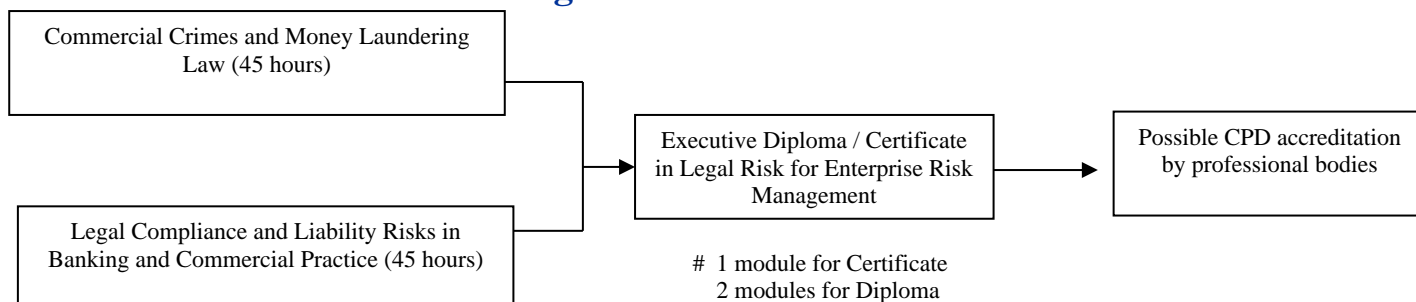 Commercial Crimes and Money Laundering
Law (45 hours)
Executive Diploma / Certificate
in Legal Risk for Enterprise Risk
Management
Possible CPD accreditation
by professional bodies
Legal Compliance and Liability Risks in
Banking and Commercial Practice (45 hours)
# 1 module for Certificate
2 modules for Diploma